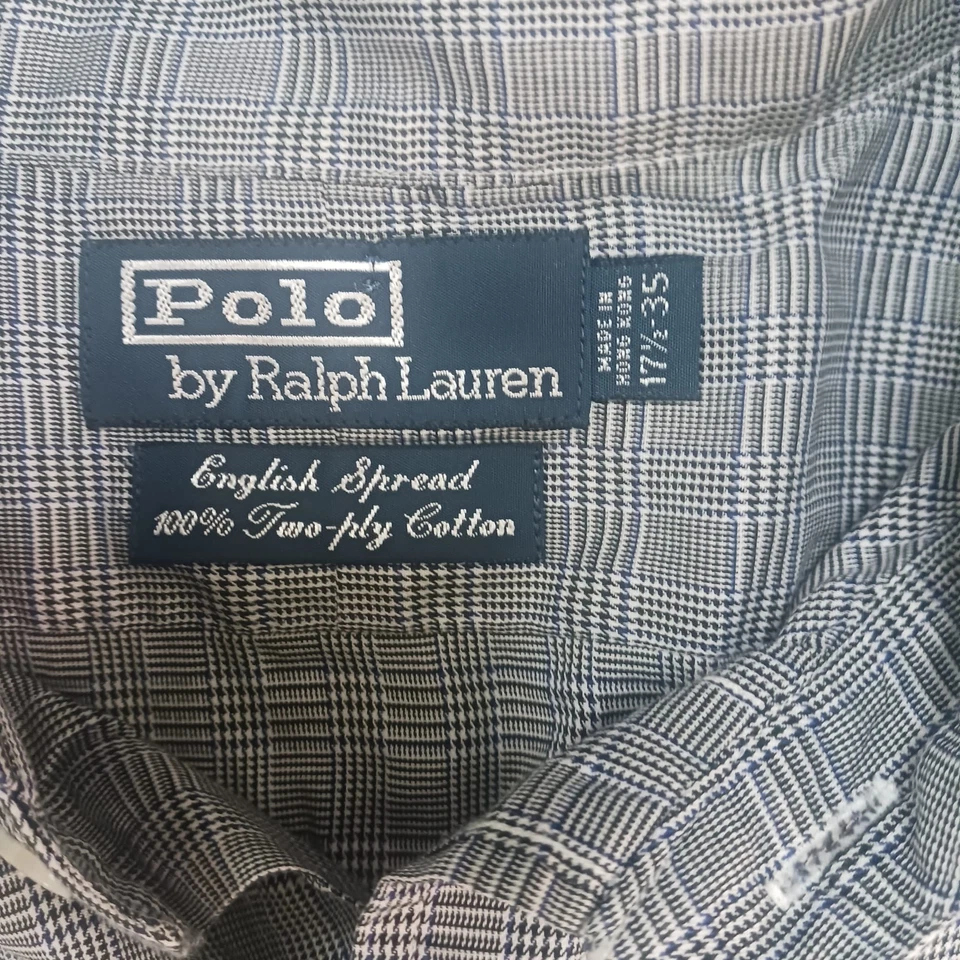 Polo
by Ralph Lauren
MADE IN
HONG KONG
17½-35
English Spread
100% Two-ply Cotton